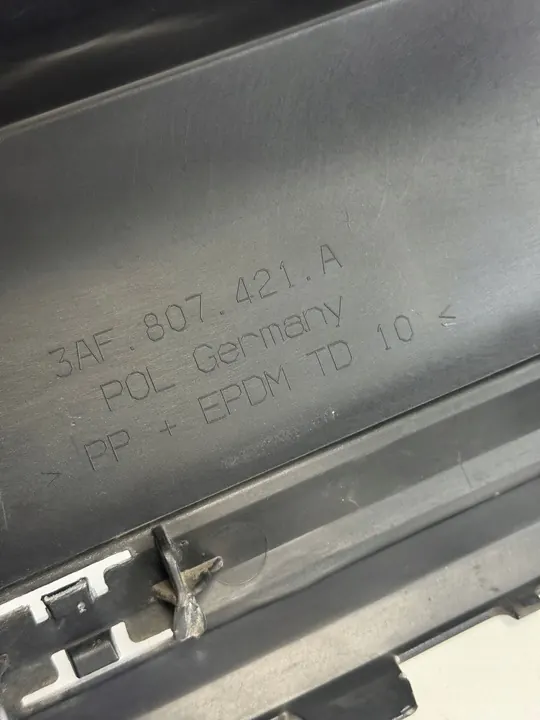 3AF.807.421.A
POL Germany
> PP + EPDM TD 10 <